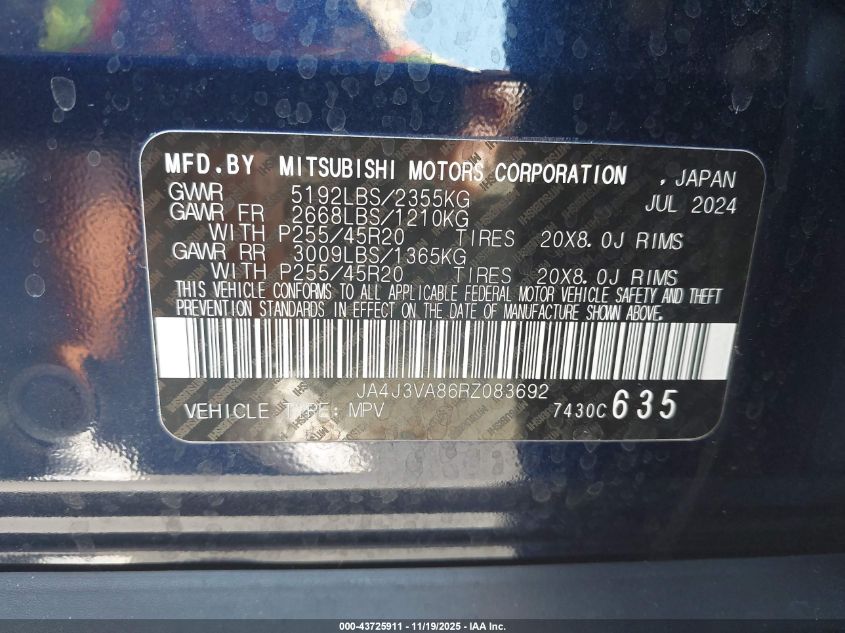 MFD.BY MITSUBISHI MOTORS CORPORATION , JAPAN
GVWR 5192LBS/2355KG JUL 2024
GAWR FR 2668LBS/1210KG
WITH P255/45R20 TIRES 20X8.0J RIMS
GAWR RR 3009LBS/1365KG
WITH P255/45R20 TIRES 20X8.0J RIMS
THIS VEHICLE CONFORMS TO ALL APPLICABLE FEDERAL MOTOR VEHICLE SAFETY AND THEFT
PREVENTION STANDARDS IN EFFECT ON THE DATE OF MANUFACTURE SHOWN ABOVE.
JA4J3VA86RZ083692
VEHICLE TYPE: MPV 7430C 635
000-43725911 - 11/19/2025 - IAA Inc.